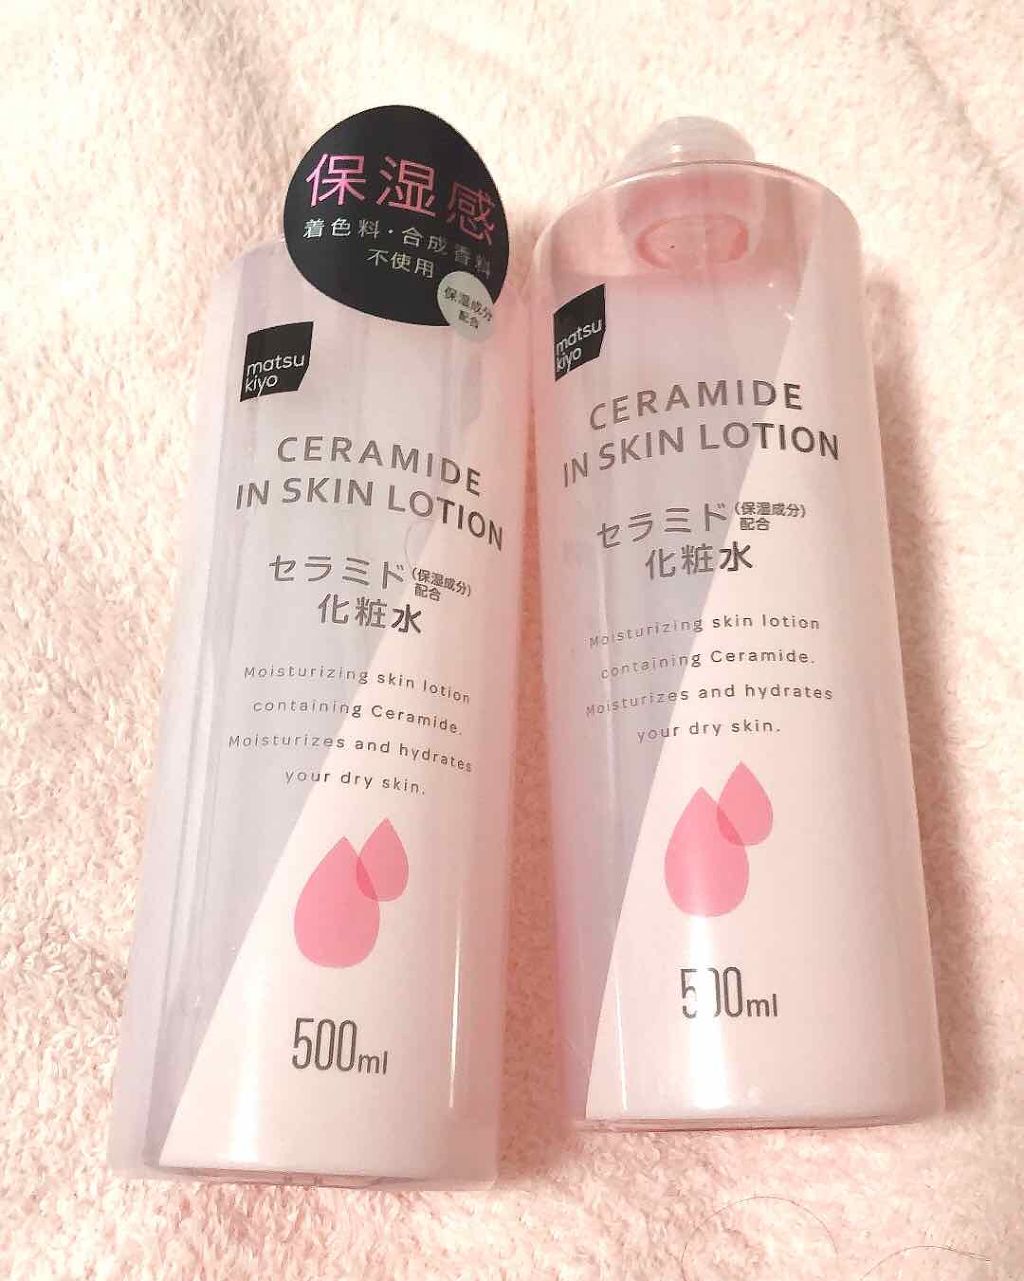 保湿感
着色料・合成香料
不使用
保湿成分
配合
matsu
kiyo
CERAMIDE
IN SKIN LOTION
セラミド(保湿成分)
配合
化粧水
Moisturizing skin lotion
containing Ceramide.
Moisturizes and hydrates
your dry skin.
500ml
matsu
kiyo
CERAMIDE
IN SKIN LOTION
セラミド(保湿成分)
配合
化粧水
Moisturizing skin lotion
containing Ceramide.
Moisturizes and hydrates
your dry skin.
500ml